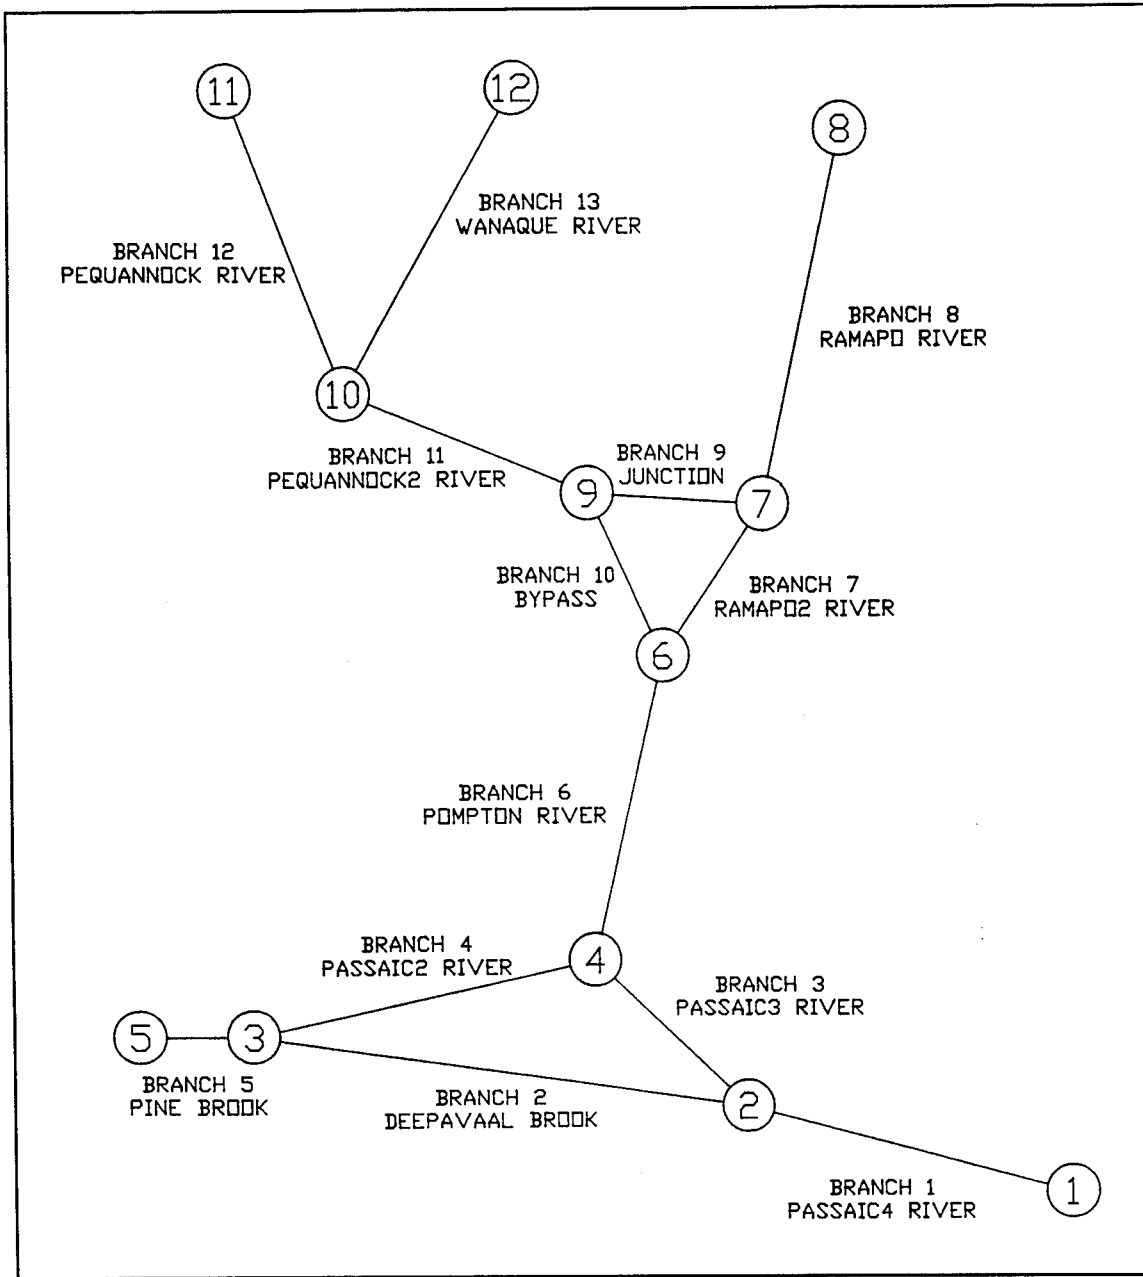 11
12
8
BRANCH 13
WANAQUE RIVER
BRANCH 12
PEQUANNOCK RIVER
BRANCH 8
RAMAPO RIVER
10
BRANCH 11
PEQUANNOCK2 RIVER
BRANCH 9
JUNCTION
9
7
BRANCH 10
BYPASS
BRANCH 7
RAMAPO2 RIVER
6
BRANCH 6
POMPTON RIVER
BRANCH 4
PASSAIC2 RIVER
4
BRANCH 3
PASSAIC3 RIVER
5
3
BRANCH 5
PINE BROOK
BRANCH 2
DEEPAVAAL BROOK
2
BRANCH 1
PASSAIC4 RIVER
1